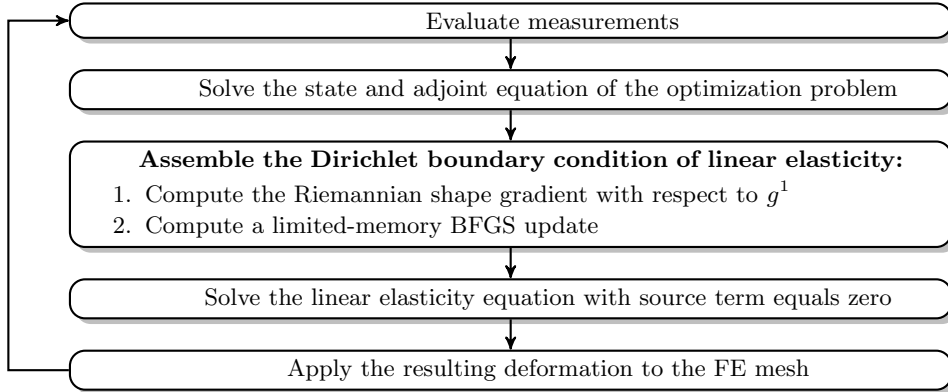 Evaluate measurements
Solve the state and adjoint equation of the optimization problem
Assemble the Dirichlet boundary condition of linear elasticity:
1. Compute the Riemannian shape gradient with respect to g¹
2. Compute a limited-memory BFGS update
Solve the linear elasticity equation with source term equals zero
Apply the resulting deformation to the FE mesh